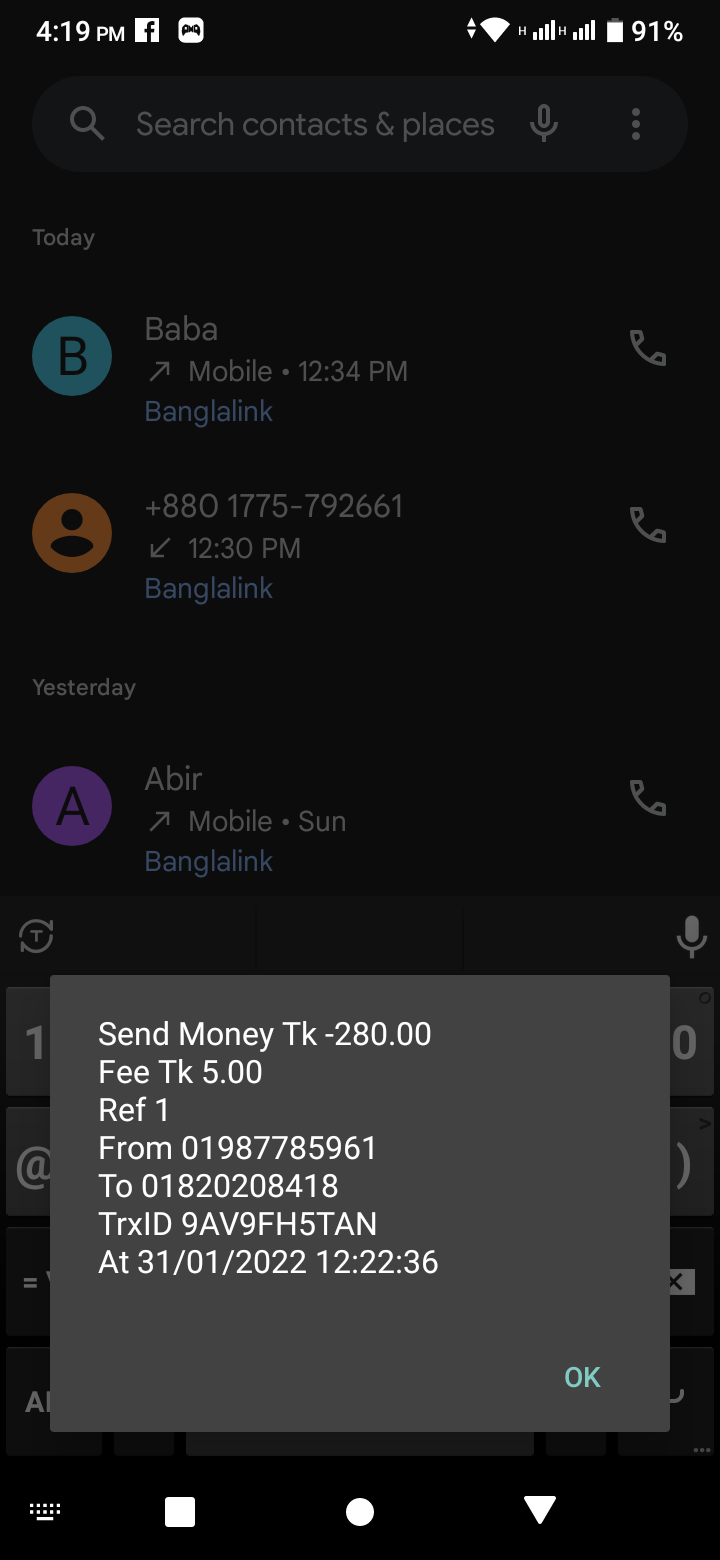 4:19 PM
H H 91%
Search contacts & places
Today
B
Baba
Mobile • 12:34 PM
Banglalink
+880 1775-792661
12:30 PM
Banglalink
Yesterday
A
Abir
Mobile • Sun
Banglalink
T
1
0
@
)
=
Send Money Tk -280.00
Fee Tk 5.00
Ref 1
From 01987785961
To 01820208418
TrxID 9AV9FH5TAN
At 31/01/2022 12:22:36
OK